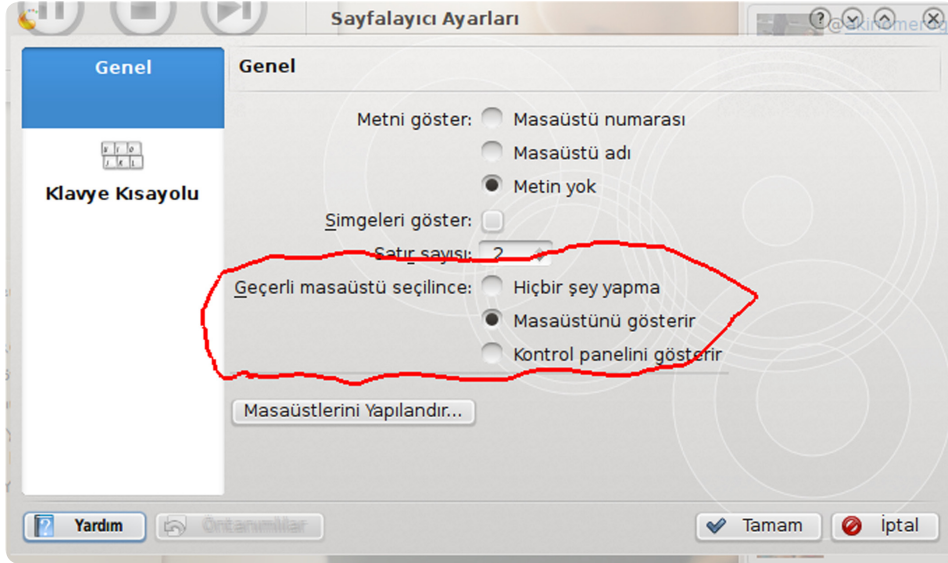 Sayfalayıcı Ayarları
Genel
Klavye Kısayolu
Genel
Metni göster: Masaüstü numarası
Masaüstü adı
Metin yok
Simgeleri göster:
Satır sayısı: 2
Geçerli masaüstü seçilince: Hiçbir şey yapma
Masaüstünü gösterir
Kontrol panelini gösterir
Masaüstlerini Yapılandır...
Yardım
Öntanımlılar
Tamam
İptal